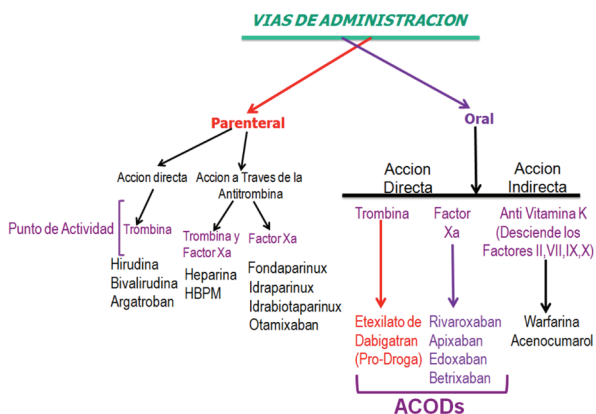 VIAS DE ADMINISTRACION
Parenteral
Oral
Accion directa
Accion a Traves de la
Antitrombina
Accion
Directa
Accion
Indirecta
Punto de Actividad
Trombina
Hirudina
Bivalirudina
Argatroban
Trombina y
Factor Xa
Heparina
HBPM
Factor Xa
Fondaparinux
Idraparinux
Idrabiotaparinux
Otamixaban
Trombina
Factor
Xa
Anti Vitamina K
(Desciende los
Factores II,VII,IX,X)
Etexilato de
Dabigatran
(Pro-Droga)
Rivaroxaban
Apixaban
Edoxaban
Betrixaban
Warfarina
Acenocumarol
ACODs